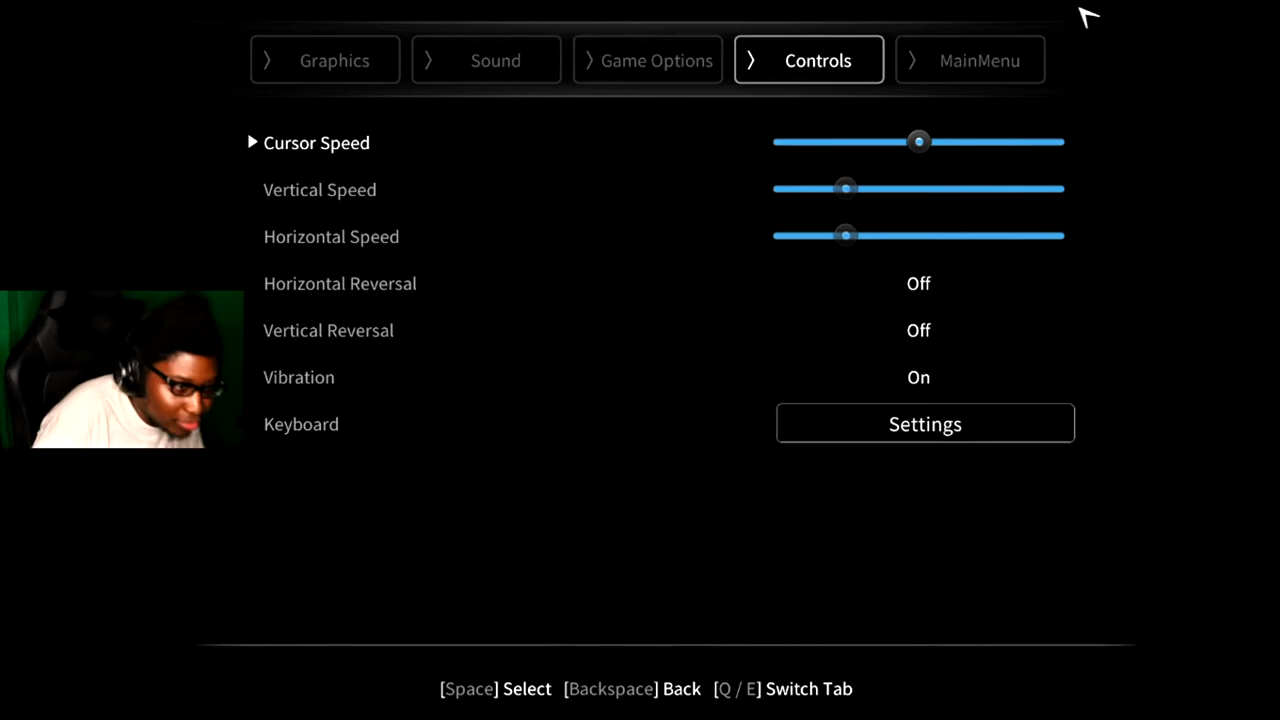 Graphics
Sound
Game Options
Controls
MainMenu
Cursor Speed
Vertical Speed
Horizontal Speed
Horizontal Reversal Off
Vertical Reversal Off
Vibration On
Keyboard Settings
[Space] Select [Backspace] Back [Q / E] Switch Tab